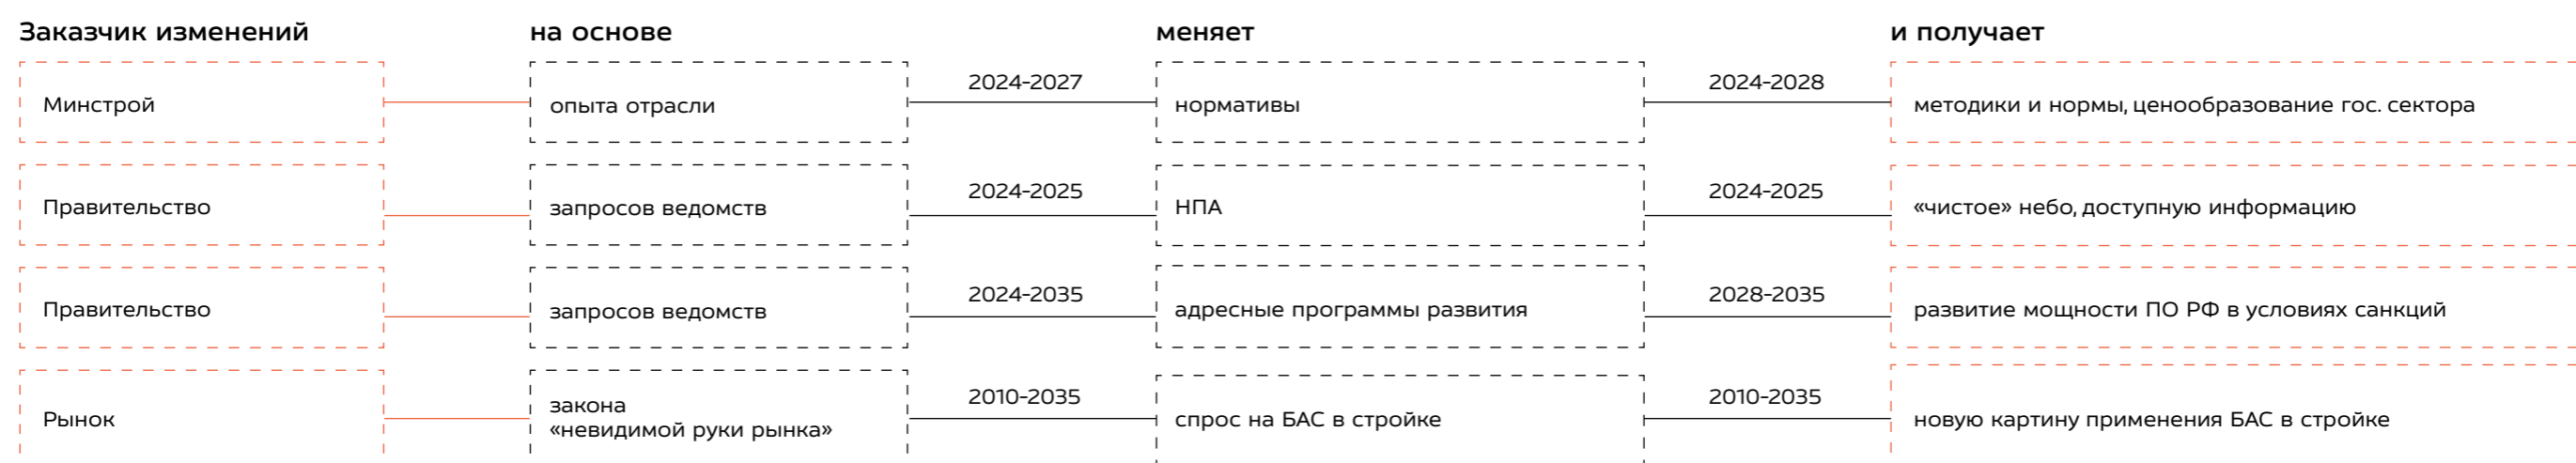 Заказчик изменений на основе меняет и получает
Минстрой опыта отрасли 2024-2027 нормативы 2024-2028 методики и нормы, ценообразование гос. сектора
Правительство запросов ведомств 2024-2025 НПА 2024-2025 «чистое» небо, доступную информацию
Правительство запросов ведомств 2024-2035 адресные программы развития 2028-2035 развитие мощности ПО РФ в условиях санкций
Рынок закона
«невидимой руки рынка» 2010-2035 спрос на БАС в стройке 2010-2035 новую картину применения БАС в стройке